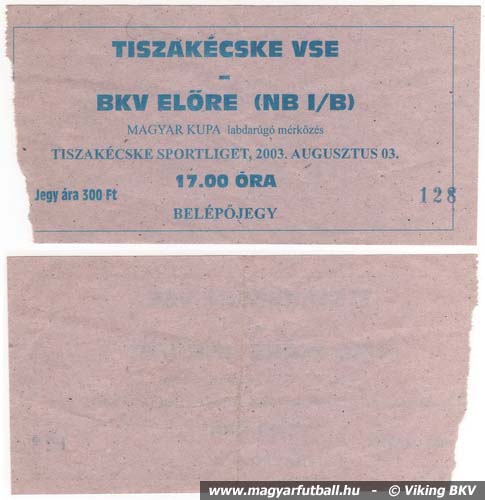 TISZAKÉCSKE VSE
–
BKV ELŐRE (NB I/B)
MAGYAR KUPA labdarúgó mérkőzés
TISZAKÉCSKE SPORTLIGET, 2003. AUGUSZTUS 03.
17.00 ÓRA
Jegy ára 300 Ft
128
BELÉPŐJEGY
www.magyarfutball.hu - © Viking BKV